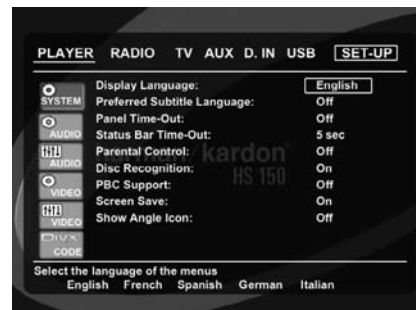 PLAYER RADIO TV AUX D. IN USB SET-UP
SYSTEM
AUDIO
AUDIO
VIDEO
VIDEO
DIVX
CODE
Display Language: English
Preferred Subtitle Language: Off
Panel Time-Out: Off
Status Bar Time-Out: 5 sec
Parental Control: Off
Disc Recognition: On
PBC Support: Off
Screen Save: On
Show Angle Icon: Off
harman/kardon
HS 150
Select the language of the menus
English French Spanish German Italian